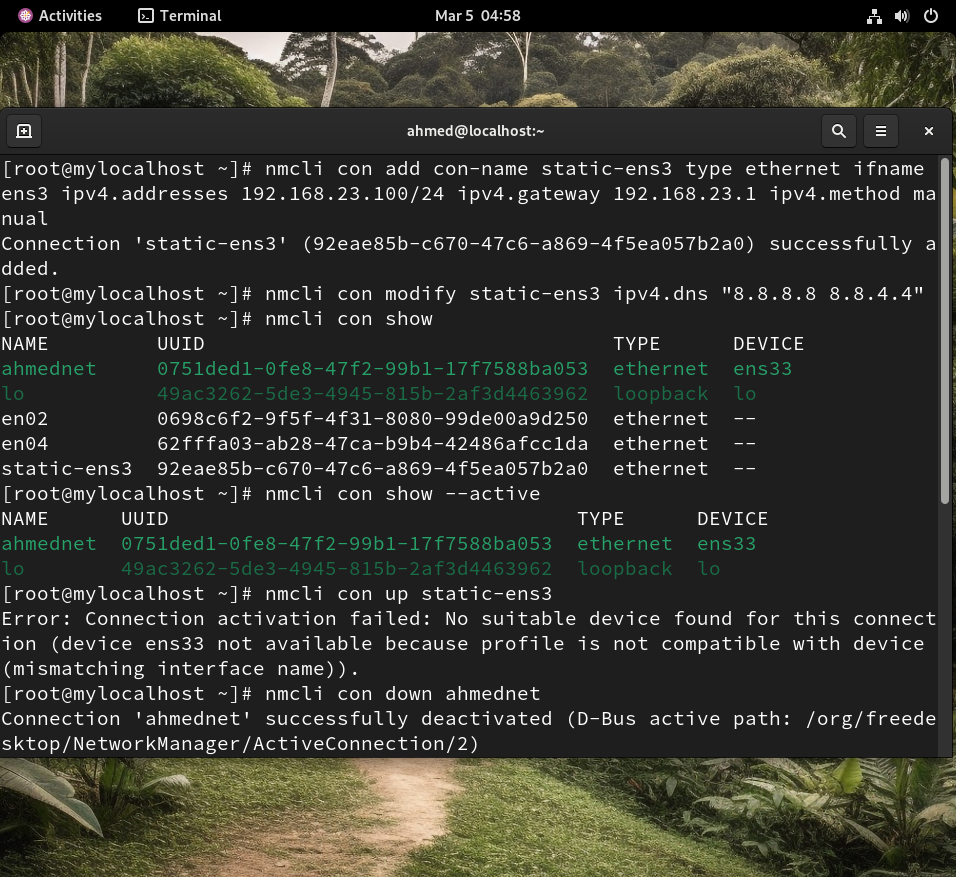 Activities Terminal Mar 5 04:58
ahmed@localhost:~
[root@mylocalhost ~]# nmcli con add con-name static-ens3 type ethernet ifname
ens3 ipv4.addresses 192.168.23.100/24 ipv4.gateway 192.168.23.1 ipv4.method ma
nual
Connection 'static-ens3' (92eae85b-c670-47c6-a869-4f5ea057b2a0) successfully a
dded.
[root@mylocalhost ~]# nmcli con modify static-ens3 ipv4.dns "8.8.8.8 8.8.4.4"
[root@mylocalhost ~]# nmcli con show
NAME UUID TYPE DEVICE
ahmednet 0751ded1-0fe8-47f2-99b1-17f7588ba053 ethernet ens33
lo 49ac3262-5de3-4945-815b-2af3d4463962 loopback lo
en02 0698c6f2-9f5f-4f31-8080-99de00a9d250 ethernet --
en04 62fffa03-ab28-47ca-b9b4-42486afcc1da ethernet --
static-ens3 92eae85b-c670-47c6-a869-4f5ea057b2a0 ethernet --
[root@mylocalhost ~]# nmcli con show --active
NAME UUID TYPE DEVICE
ahmednet 0751ded1-0fe8-47f2-99b1-17f7588ba053 ethernet ens33
lo 49ac3262-5de3-4945-815b-2af3d4463962 loopback lo
[root@mylocalhost ~]# nmcli con up static-ens3
Error: Connection activation failed: No suitable device found for this connect
ion (device ens33 not available because profile is not compatible with device
(mismatching interface name)).
[root@mylocalhost ~]# nmcli con down ahmednet
Connection 'ahmednet' successfully deactivated (D-Bus active path: /org/freede
sktop/NetworkManager/ActiveConnection/2)